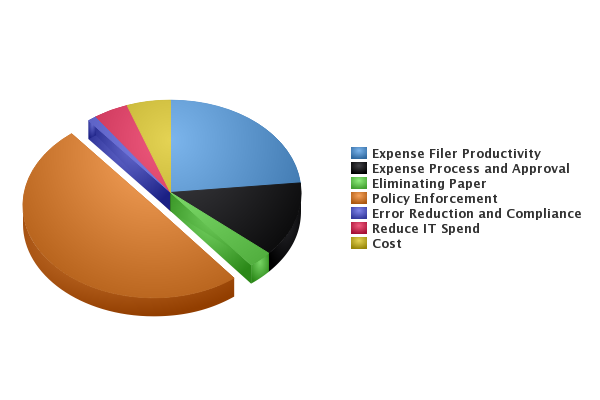 Expense Filer Productivity
Expense Process and Approval
Eliminating Paper
Policy Enforcement
Error Reduction and Compliance
Reduce IT Spend
Cost